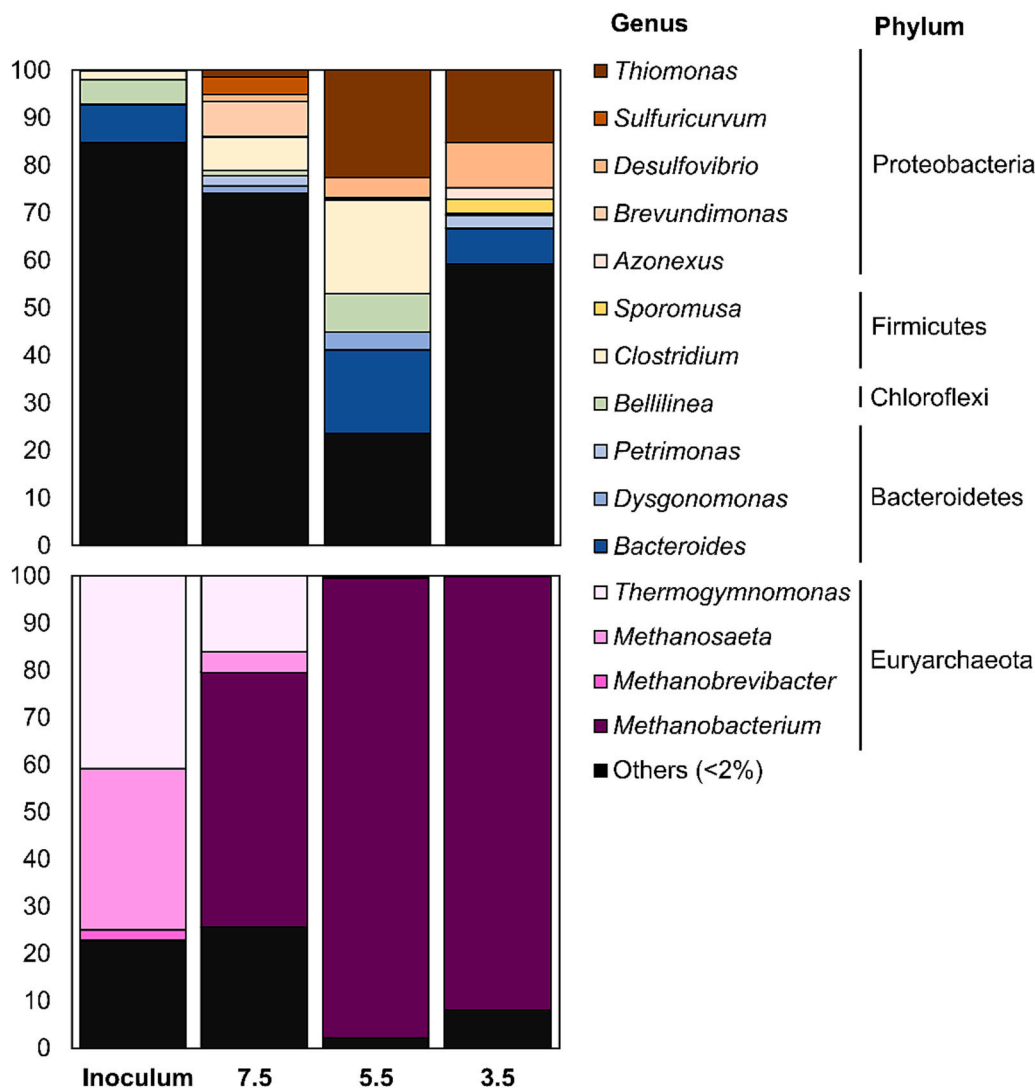 Genus Phylum
100
90
80
70
60
50
40
30
20
10
0
Thiomonas
Sulfuricurvum
Desulfovibrio
Brevundimonas
Azonexus
Proteobacteria
Sporomusa
Clostridium
Firmicutes
Bellilinea
Chloroflexi
Petrimonas
Dysgonomonas
Bacteroides
Bacteroidetes
100
90
80
70
60
50
40
30
20
10
0
Thermogymnomonas
Methanosaeta
Methanobrevibacter
Methanobacterium
Euryarchaeota
Others (<2%)
Inoculum 7.5 5.5 3.5